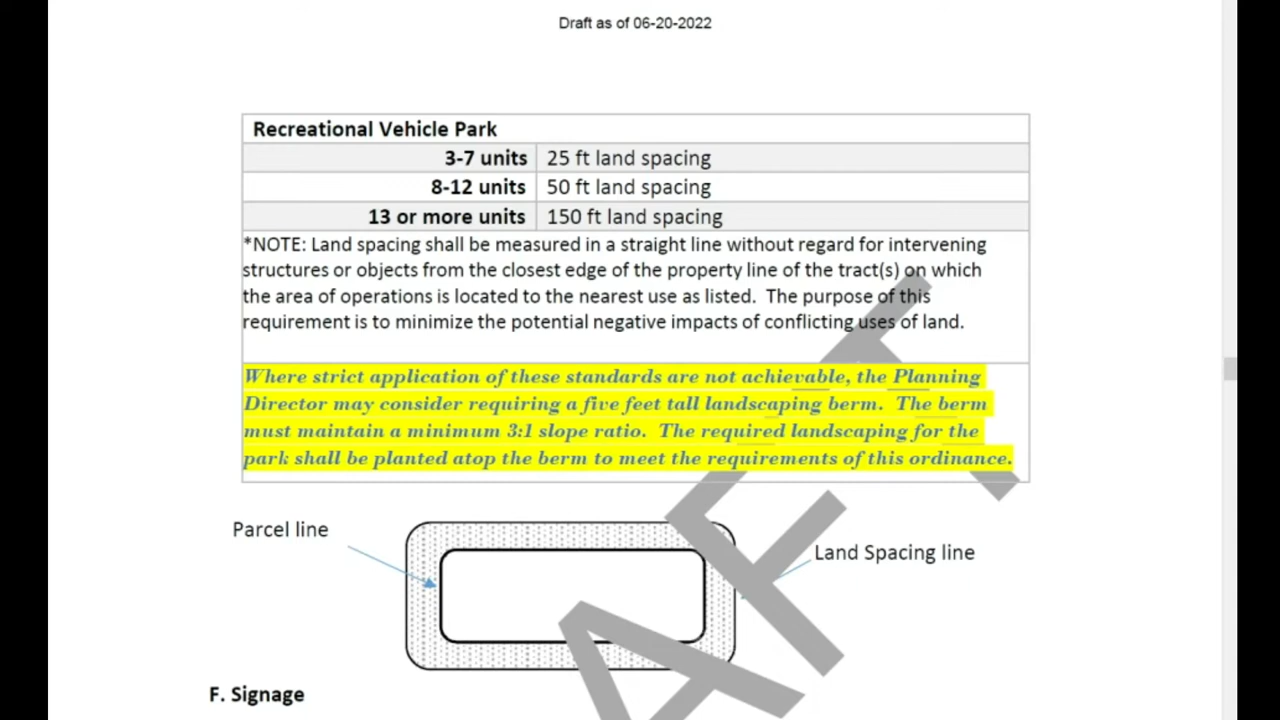 Draft as of 06-20-2022
Recreational Vehicle Park
3-7 units 25 ft land spacing
8-12 units 50 ft land spacing
13 or more units 150 ft land spacing
*NOTE: Land spacing shall be measured in a straight line without regard for intervening
structures or objects from the closest edge of the property line of the tract(s) on which
the area of operations is located to the nearest use as listed. The purpose of this
requirement is to minimize the potential negative impacts of conflicting uses of land.
Where strict application of these standards are not achievable, the Planning
Director may consider requiring a five feet tall landscaping berm. The berm
must maintain a minimum 3:1 slope ratio. The required landscaping for the
park shall be planted atop the berm to meet the requirements of this ordinance.
Parcel line
Land Spacing line
AFT
F. Signage